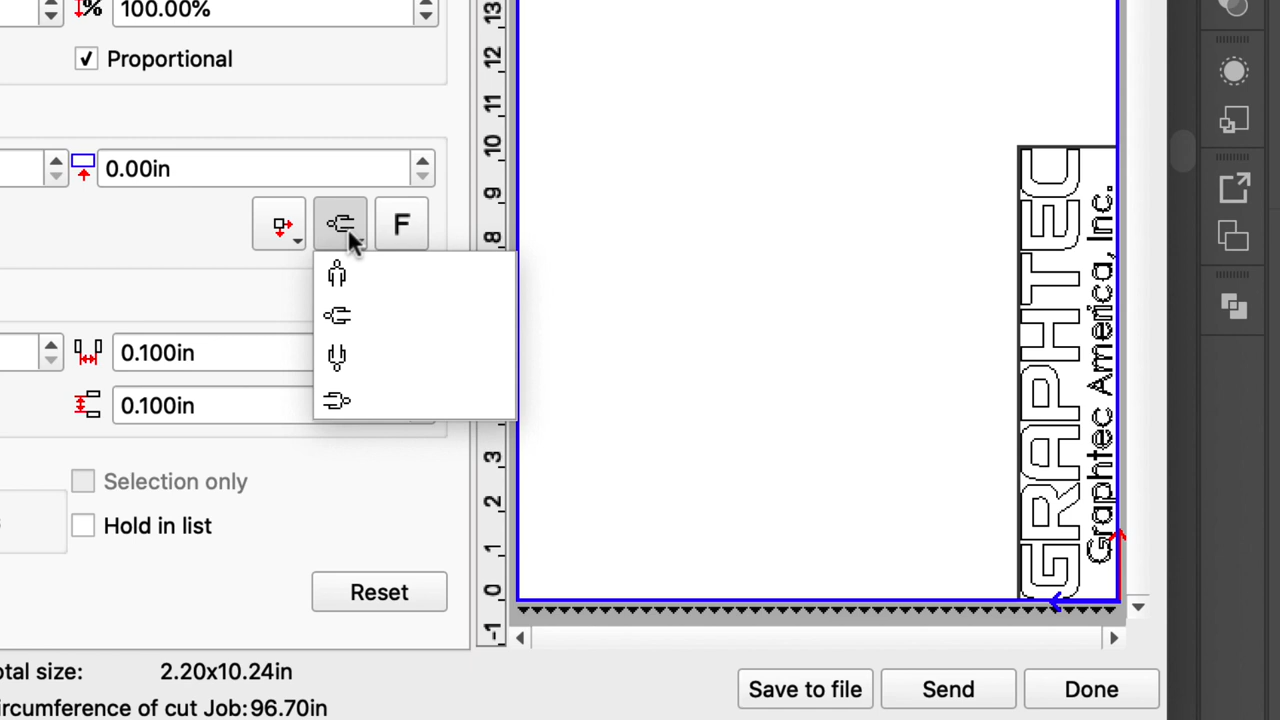 %
100.00%
Proportional
0.00in
F
0.100in
0.100in
Selection only
Hold in list
Reset
13
12
11
10
9
8
3
2
1
0
-1
GRAPHTEC
Graphtec America, Inc.
otal size: 2.20x10.24in
ircumference of cut Job: 96.70in
Save to file
Send
Done